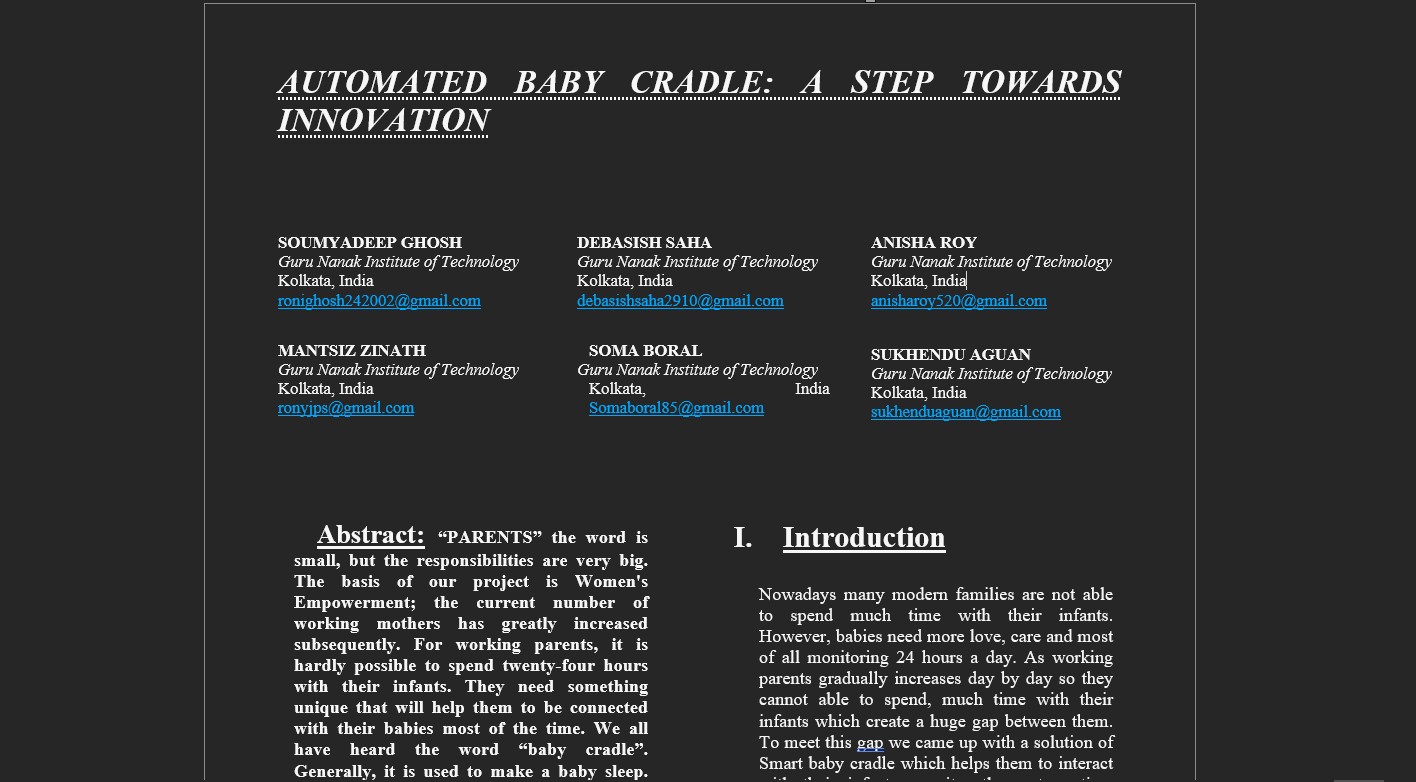 AUTOMATED BABY CRADLE: A STEP TOWARDS
INNOVATION
SOUMYADEEP GHOSH
Guru Nanak Institute of Technology
Kolkata, India
ronighosh242002@gmail.com
DEBASISH SAHA
Guru Nanak Institute of Technology
Kolkata, India
debasishsaha2910@gmail.com
ANISHA ROY
Guru Nanak Institute of Technology
Kolkata, India
anisharoy520@gmail.com
MANTSIZ ZINATH
Guru Nanak Institute of Technology
Kolkata, India
ronyjps@gmail.com
SOMA BORAL
Guru Nanak Institute of Technology
Kolkata, India
Somaboral85@gmail.com
SUKHENDU AGUAN
Guru Nanak Institute of Technology
Kolkata, India
sukhenduaguan@gmail.com
Abstract: “PARENTS” the word is
small, but the responsibilities are very big.
The basis of our project is Women's
Empowerment; the current number of
working mothers has greatly increased
subsequently. For working parents, it is
hardly possible to spend twenty-four hours
with their infants. They need something
unique that will help them to be connected
with their babies most of the time. We all
have heard the word “baby cradle”.
Generally, it is used to make a baby sleep.
I. Introduction
Nowadays many modern families are not able
to spend much time with their infants.
However, babies need more love, care and most
of all monitoring 24 hours a day. As working
parents gradually increases day by day so they
cannot able to spend, much time with their
infants which create a huge gap between them.
To meet this gap we came up with a solution of
Smart baby cradle which helps them to interact